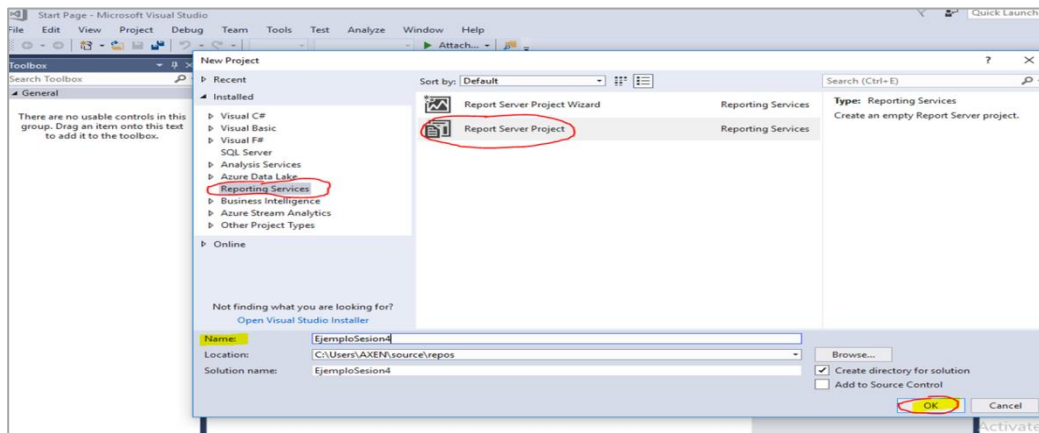 Start Page - Microsoft Visual Studio
Quick Launch
File Edit View Project Debug Team Tools Test Analyze Window Help
Attach...
Toolbox
Search Toolbox
General
There are no usable controls in this
group. Drag an item onto this text
to add it to the toolbox.
New Project
? ×
Recent
Installed
Visual C#
Visual Basic
Visual F#
SQL Server
Analysis Services
Azure Data Lake
Reporting Services
Business Intelligence
Azure Stream Analytics
Other Project Types
Online
Not finding what you are looking for?
Open Visual Studio Installer
Sort by: Default
Search (Ctrl+E)
Report Server Project Wizard Reporting Services
Report Server Project Reporting Services
Type: Reporting Services
Create an empty Report Server project.
Name: EjemploSesion4
Location: C:\Users\AXEN\source\repos
Browse...
Solution name: EjemploSesion4
Create directory for solution
Add to Source Control
OK Cancel
Activate